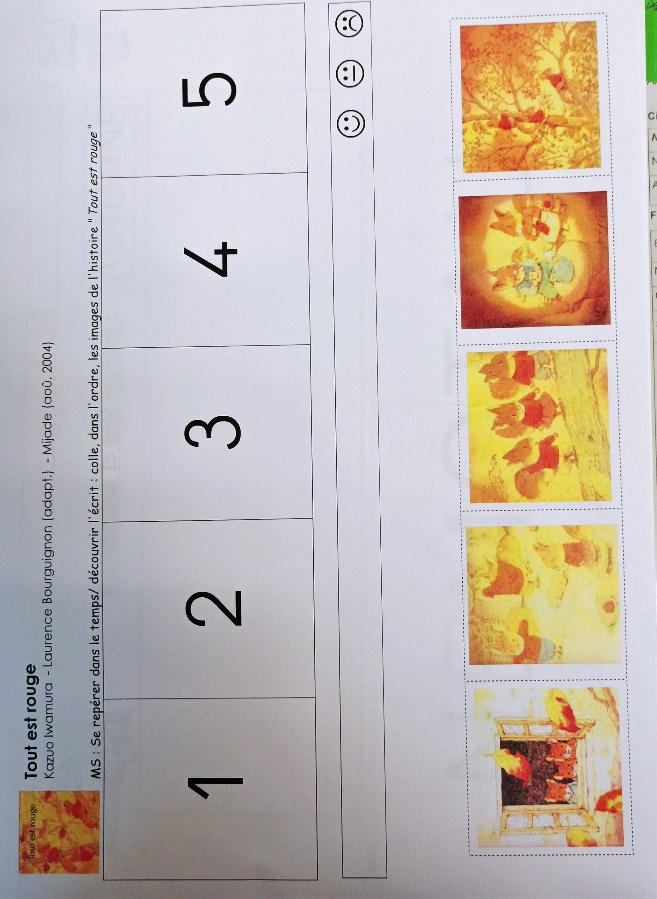 Tout est rouge
Kazuo Iwamura - Laurence Bourguignon (adapt.) - Mijade (aoû. 2004)
Tout est rouge
MS : Se repérer dans le temps/ découvrir l'écrit : colle, dans l'ordre, les images de l'histoire " Tout est rouge "
1 2 3 4 5